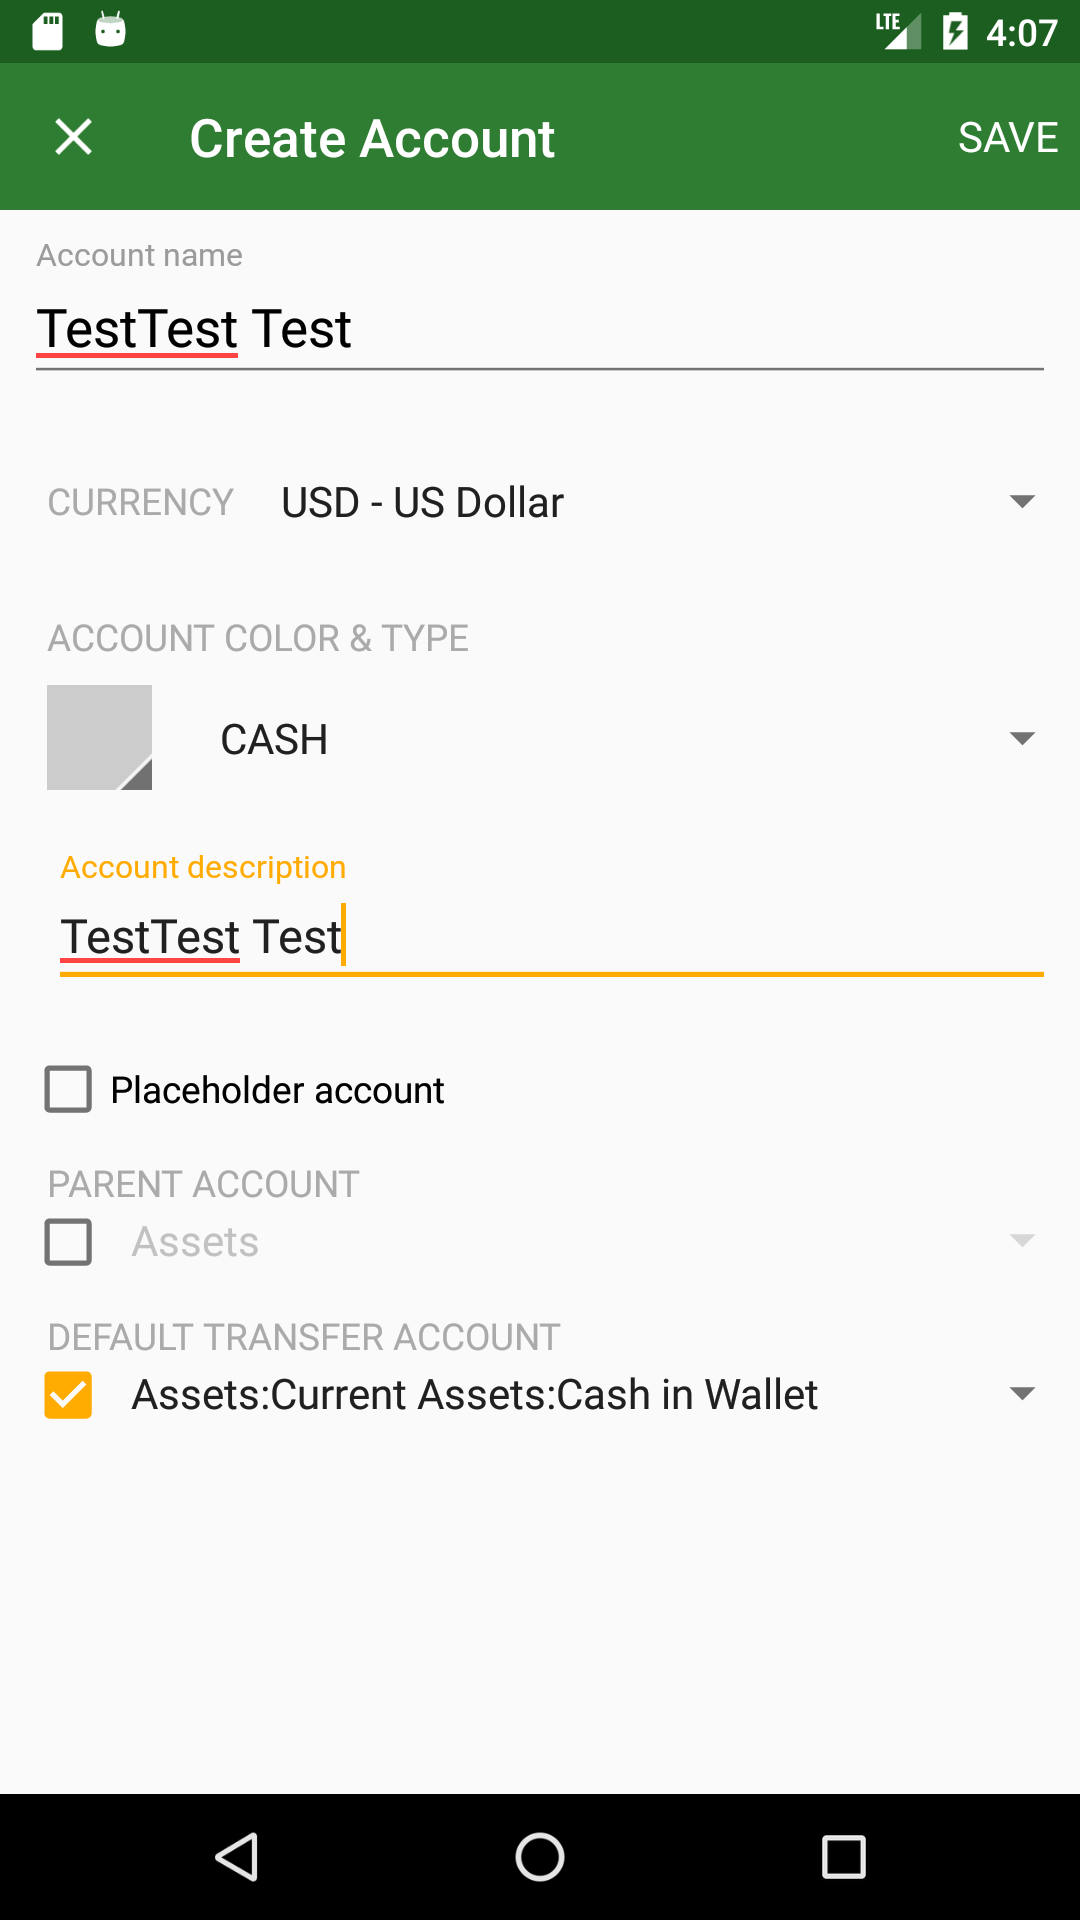 LTE 4:07
Create Account SAVE
Account name
TestTest Test
CURRENCY USD - US Dollar
ACCOUNT COLOR & TYPE
CASH
Account description
TestTest Test
Placeholder account
PARENT ACCOUNT
Assets
DEFAULT TRANSFER ACCOUNT
Assets:Current Assets:Cash in Wallet